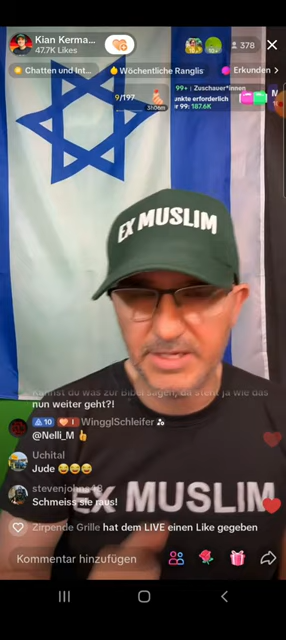 Kian Kerma...
47.7K Likes
10+
378
Chatten und Int...
Wöchentliche Ranglis
Erkunden
9/197
3h06m
99+ | Zuschauer*innen
nkte erforderlich
r 99: 187.6K
M
EX MUSLIM
Kannst du was zur Bibel sagen, da steht ja wie das
nun weiter geht?!
10 I WingglSchleifer
@Nelli_M 👍
Uchital
Jude 😂😂😂
Schmeiss sie raus!
EX MUSLIM
Zirpende Grille hat dem LIVE einen Like gegeben
Kommentar hinzufügen